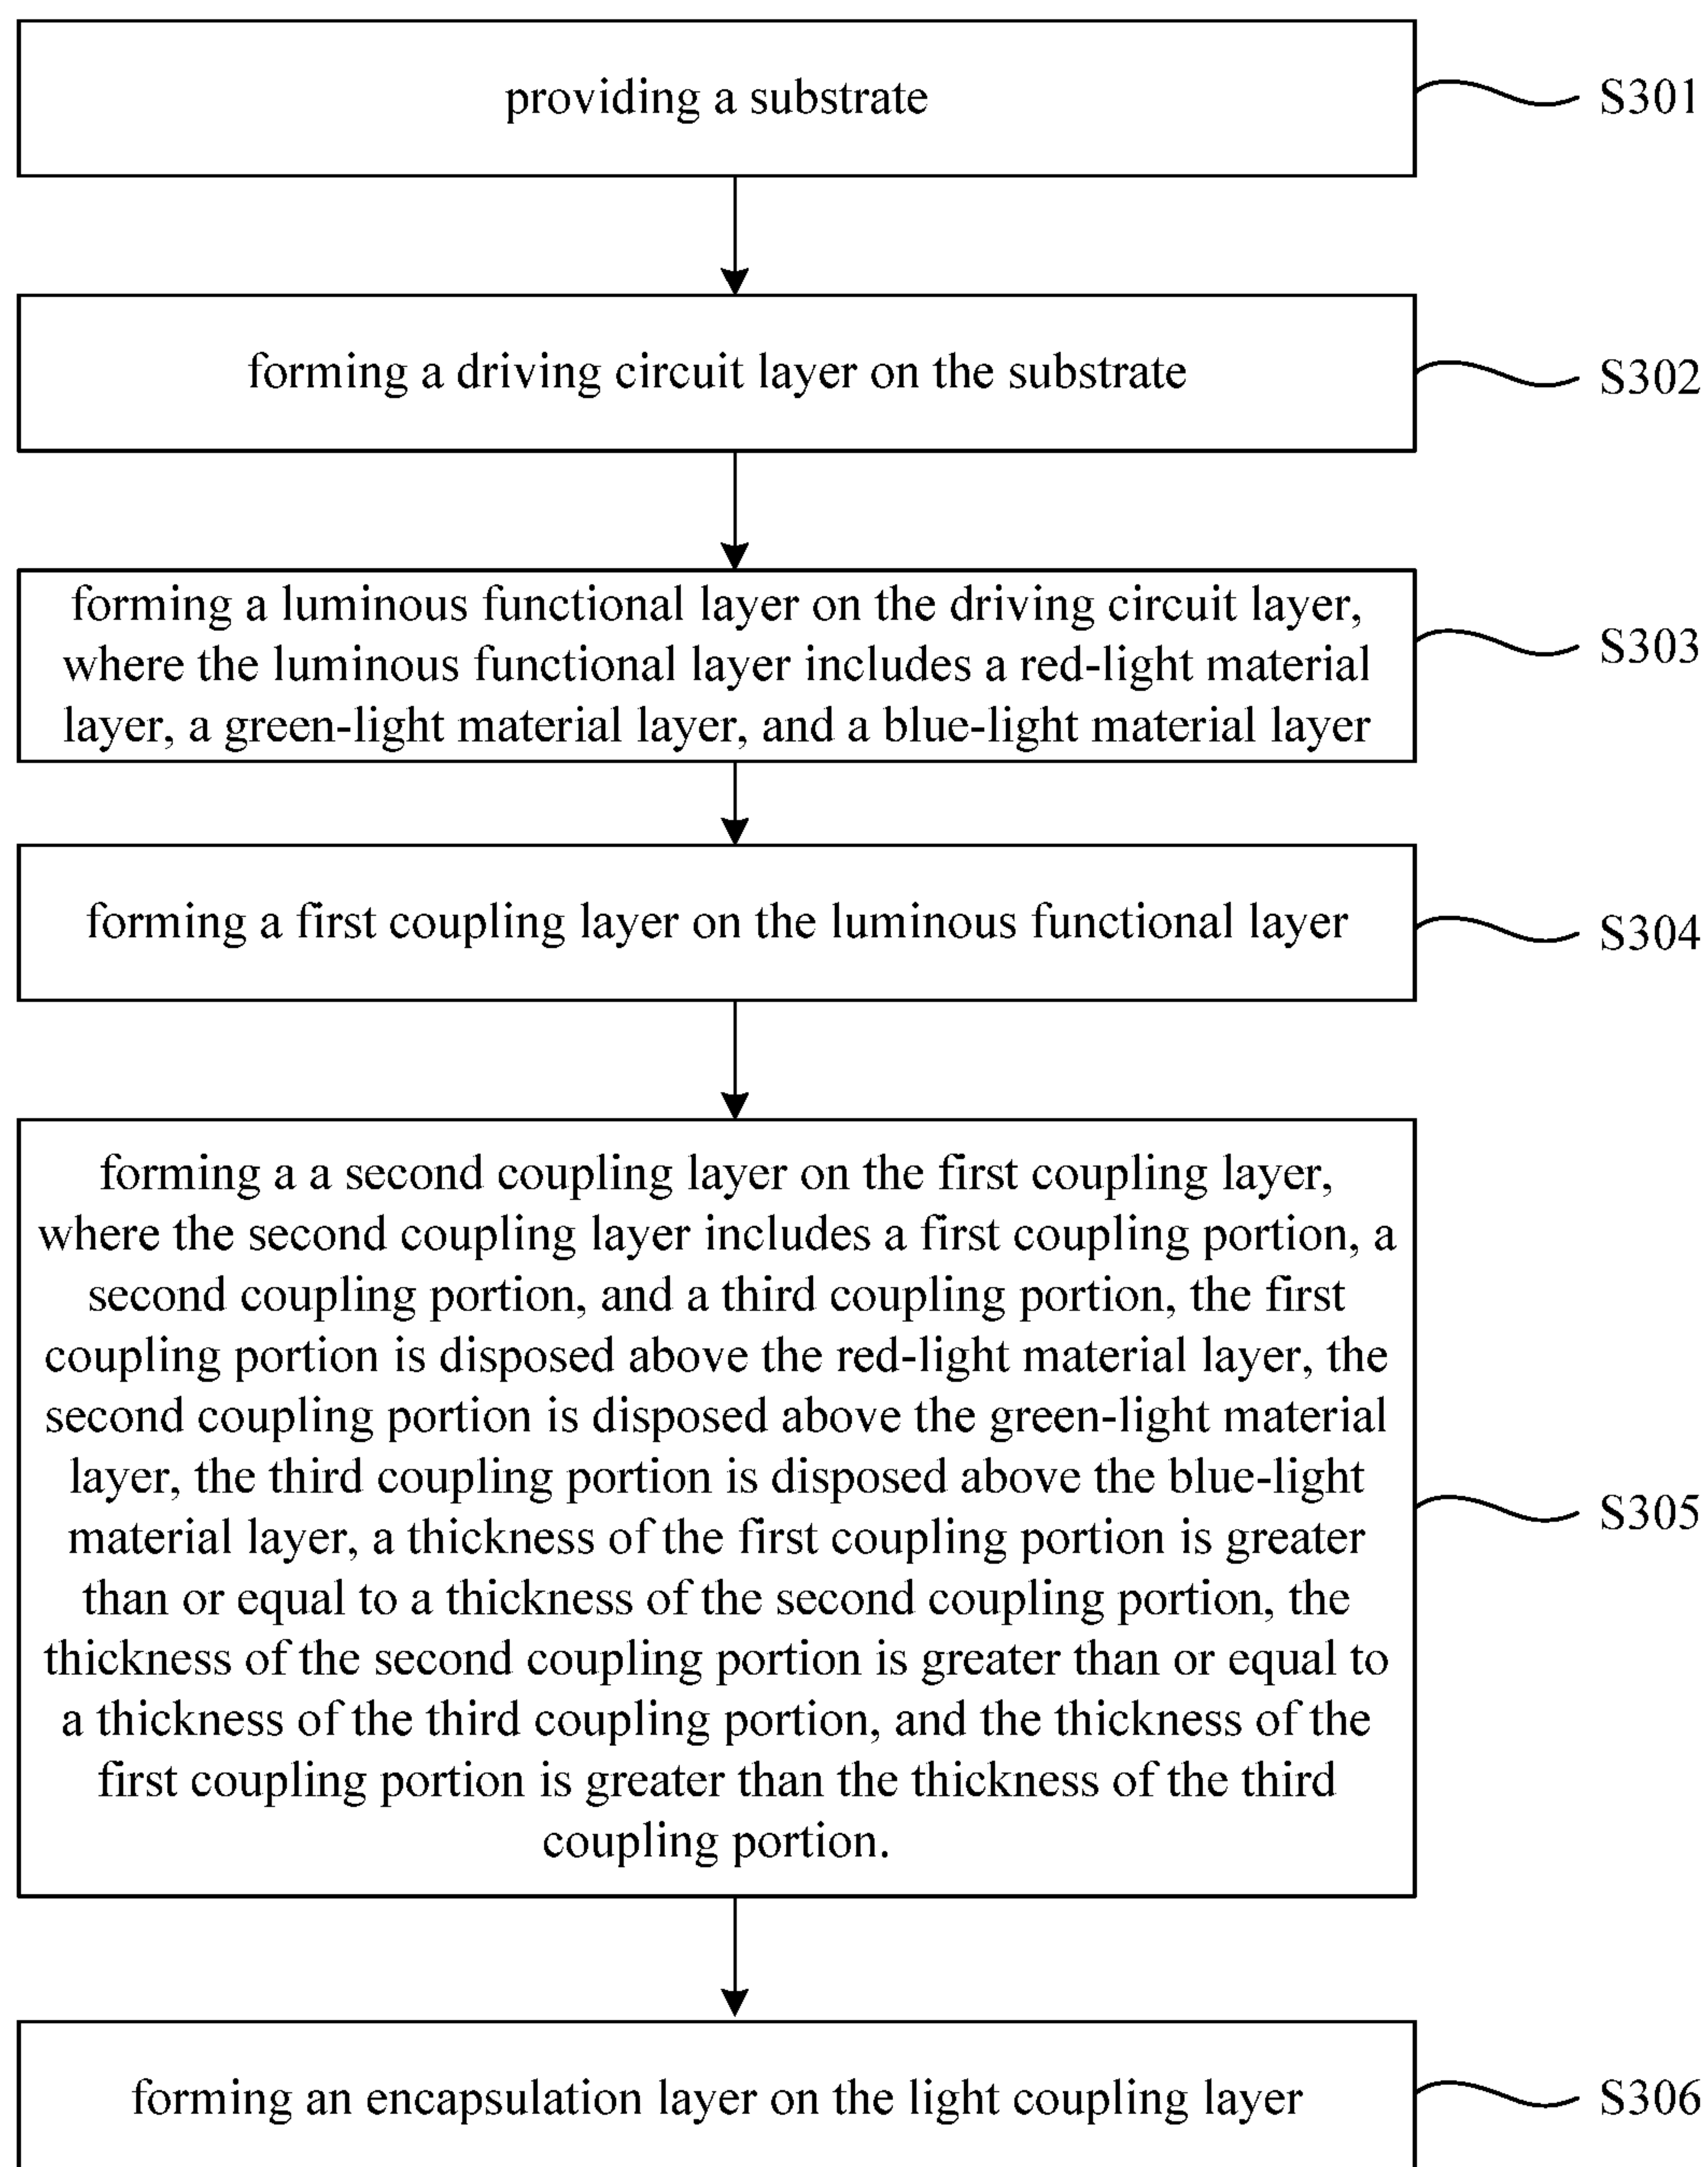 providing a substrate
S301
forming a driving circuit layer on the substrate
S302
forming a luminous functional layer on the driving circuit layer,
where the luminous functional layer includes a red-light material
layer, a green-light material layer, and a blue-light material layer
S303
forming a first coupling layer on the luminous functional layer
S304
forming a a second coupling layer on the first coupling layer,
where the second coupling layer includes a first coupling portion, a
second coupling portion, and a third coupling portion, the first
coupling portion is disposed above the red-light material layer, the
second coupling portion is disposed above the green-light material
layer, the third coupling portion is disposed above the blue-light
material layer, a thickness of the first coupling portion is greater
than or equal to a thickness of the second coupling portion, the
thickness of the second coupling portion is greater than or equal to
a thickness of the third coupling portion, and the thickness of the
first coupling portion is greater than the thickness of the third
coupling portion.
S305
forming an encapsulation layer on the light coupling layer
S306